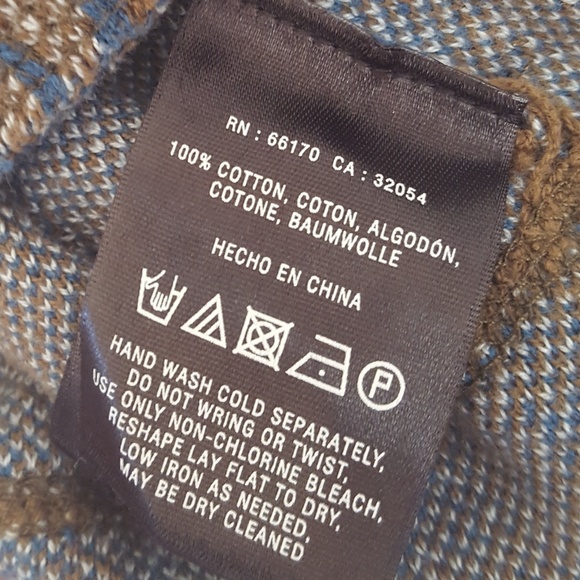 RN : 66170 CA : 32054
100% COTTON, COTON, ALGODÓN,
COTONE, BAUMWOLLE
HECHO EN CHINA
P
HAND WASH COLD SEPARATELY,
DO NOT WRING OR TWIST,
USE ONLY NON-CHLORINE BLEACH,
RESHAPE LAY FLAT TO DRY,
LOW IRON AS NEEDED,
MAY BE DRY CLEANED